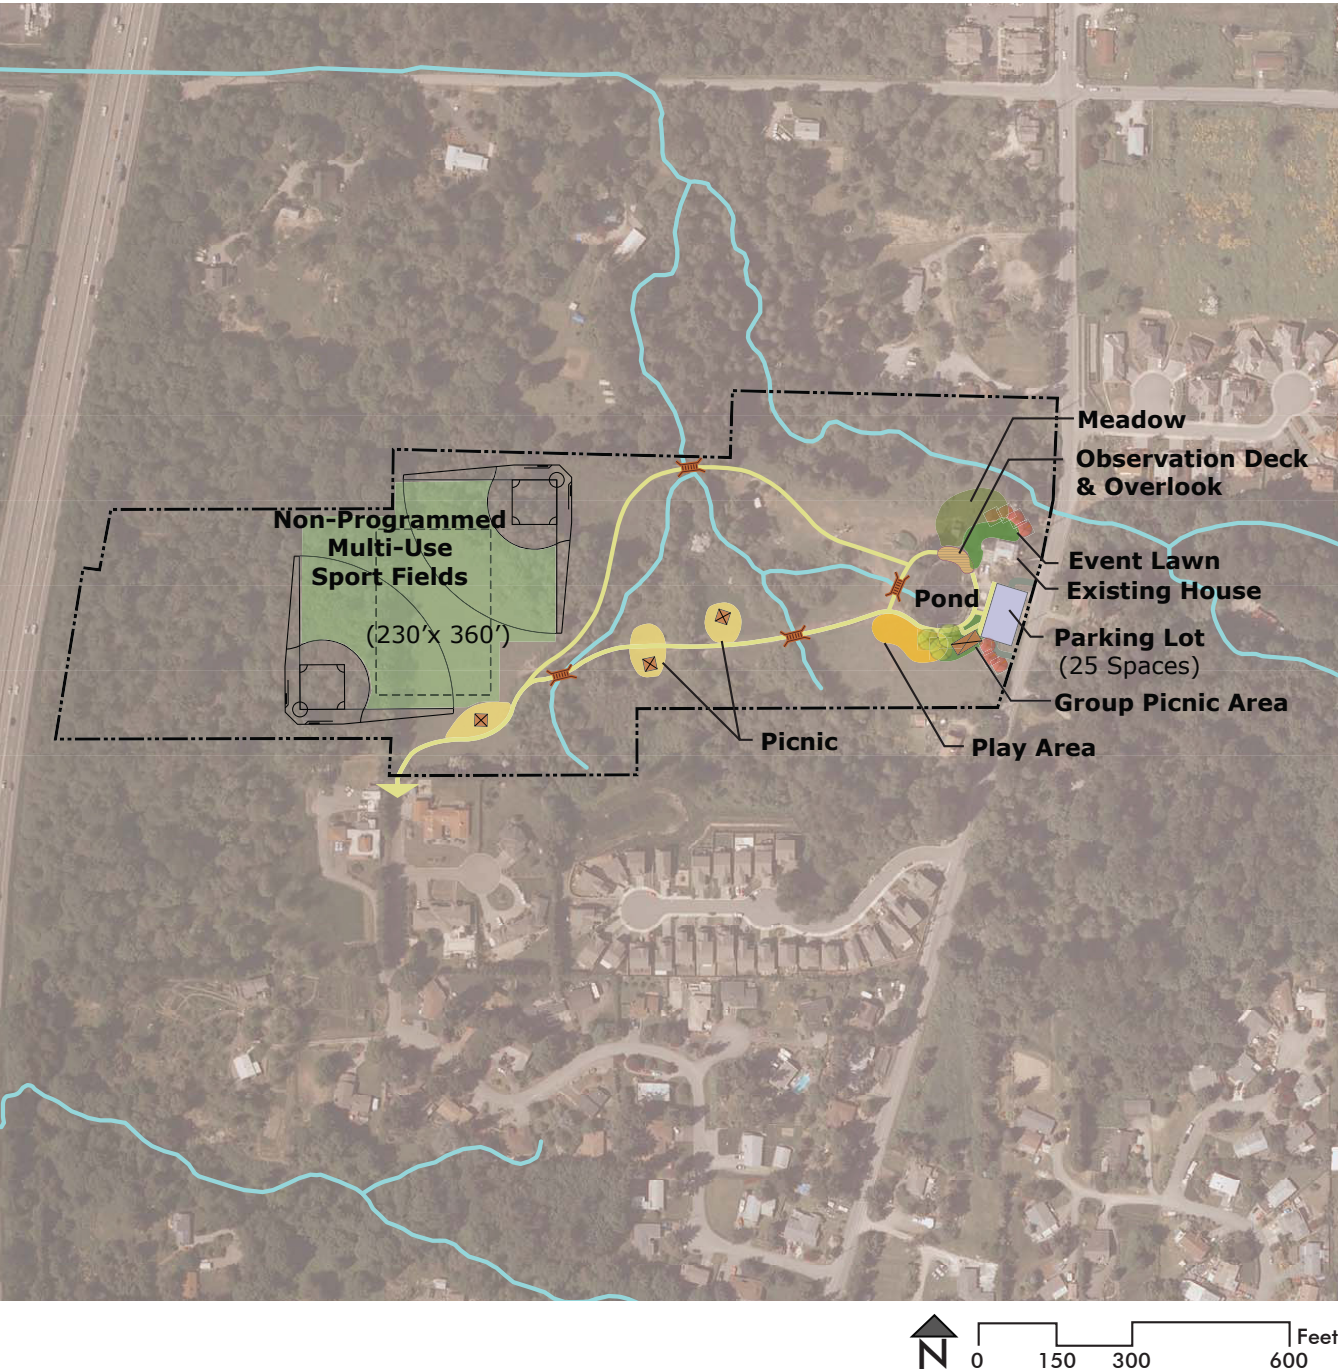 Meadow
Observation Deck
& Overlook
Non-Programmed
Multi-Use
Sport Fields
(230’x 360’)
Event Lawn
Existing House
Pond
Parking Lot
(25 Spaces)
Group Picnic Area
Picnic
Play Area
N
0 150 300 600
Feet